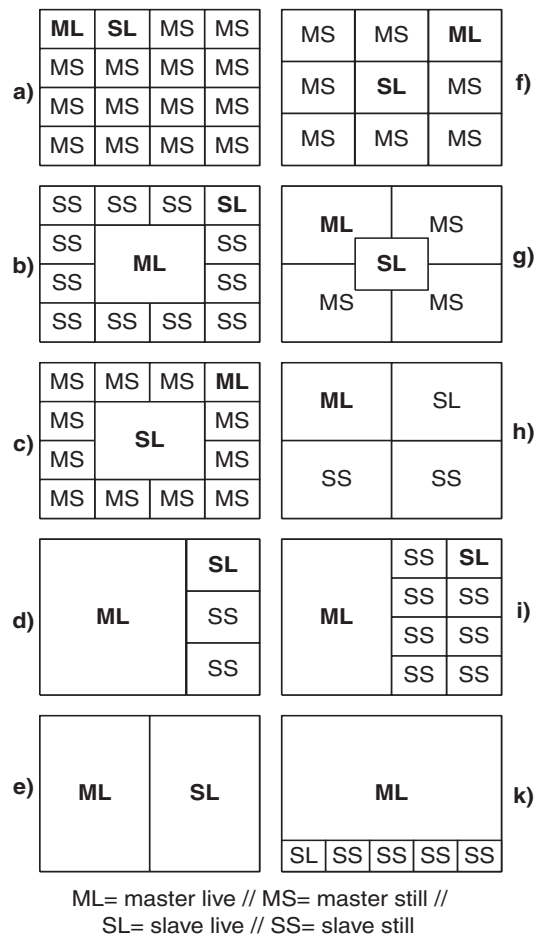 ML SL MS MS
MS MS MS MS
MS MS MS MS
MS MS MS MS
a)
SS SS SS SL
SS ML SS
SS SS
SS SS SS SS
b)
MS MS MS ML
MS SL MS
MS MS
MS MS MS MS
c)
SL
ML SS
SS
d)
ML SL
e)
MS MS ML
MS SL MS
MS MS MS
f)
ML MS
SL
MS MS
g)
ML SL
SS SS
h)
SS SL
SS SS
ML
SS SS
SS SS
i)
ML
SL SS SS SS SS
k)
ML= master live // MS= master still //
SL= slave live // SS= slave still